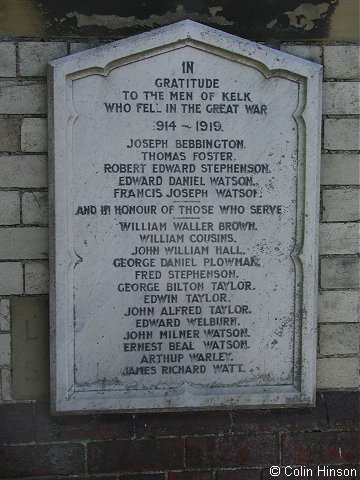 IN
GRATITUDE
TO THE MEN OF KELK
WHO FELL IN THE GREAT WAR
1914–1919.
JOSEPH BEBBINGTON.
THOMAS FOSTER.
ROBERT EDWARD STEPHENSON.
EDWARD DANIEL WATSON.
FRANCIS JOSEPH WATSON.
AND IN HONOUR OF THOSE WHO SERVE
WILLIAM WALLER BROWN.
WILLIAM COUSINS.
JOHN WILLIAM HALL.
GEORGE DANIEL PLOWMAN.
FRED STEPHENSON.
GEORGE BILTON TAYLOR.
EDWIN TAYLOR.
JOHN ALFRED TAYLOR.
EDWARD WELBURN.
JOHN MILNER WATSON.
ERNEST BEAL WATSON.
ARTHUP WARLEY.
JAMES RICHARD WATT.
© Colin Hinson